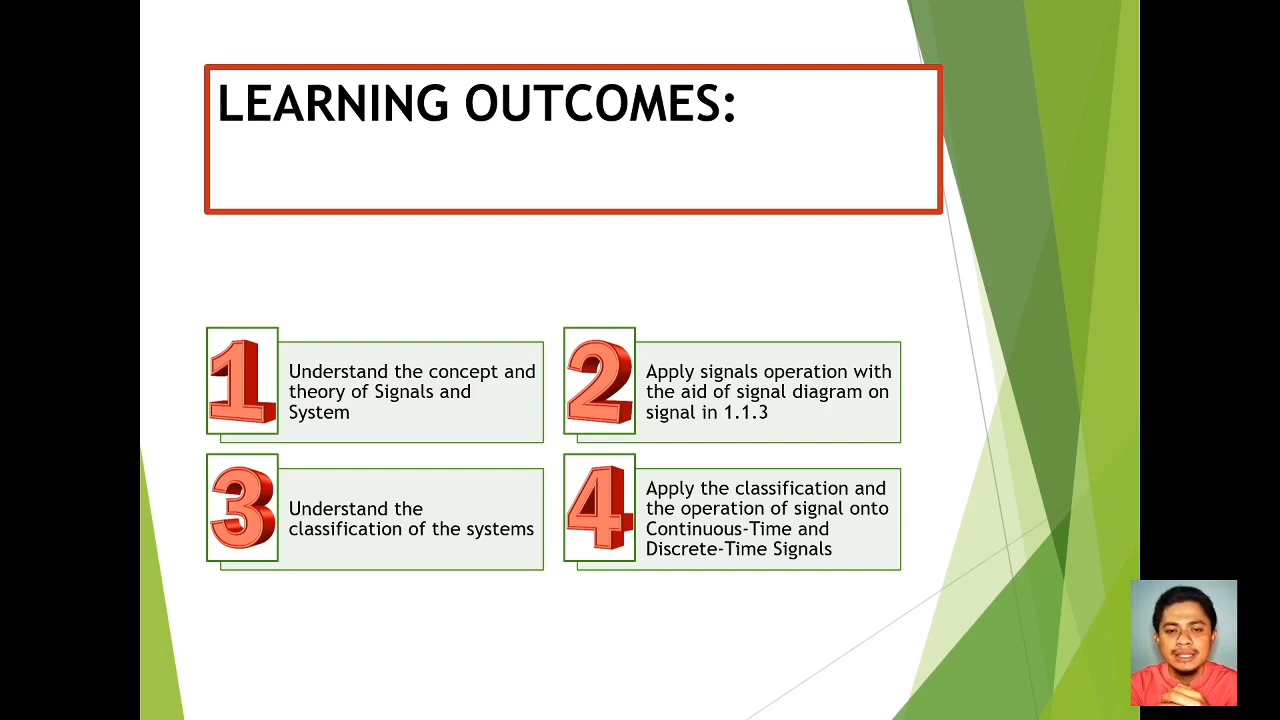 LEARNING OUTCOMES:
1
Understand the concept and
theory of Signals and
System
2
Apply signals operation with
the aid of signal diagram on
signal in 1.1.3
3
Understand the
classification of the systems
4
Apply the classification and
the operation of signal onto
Continuous-Time and
Discrete-Time Signals